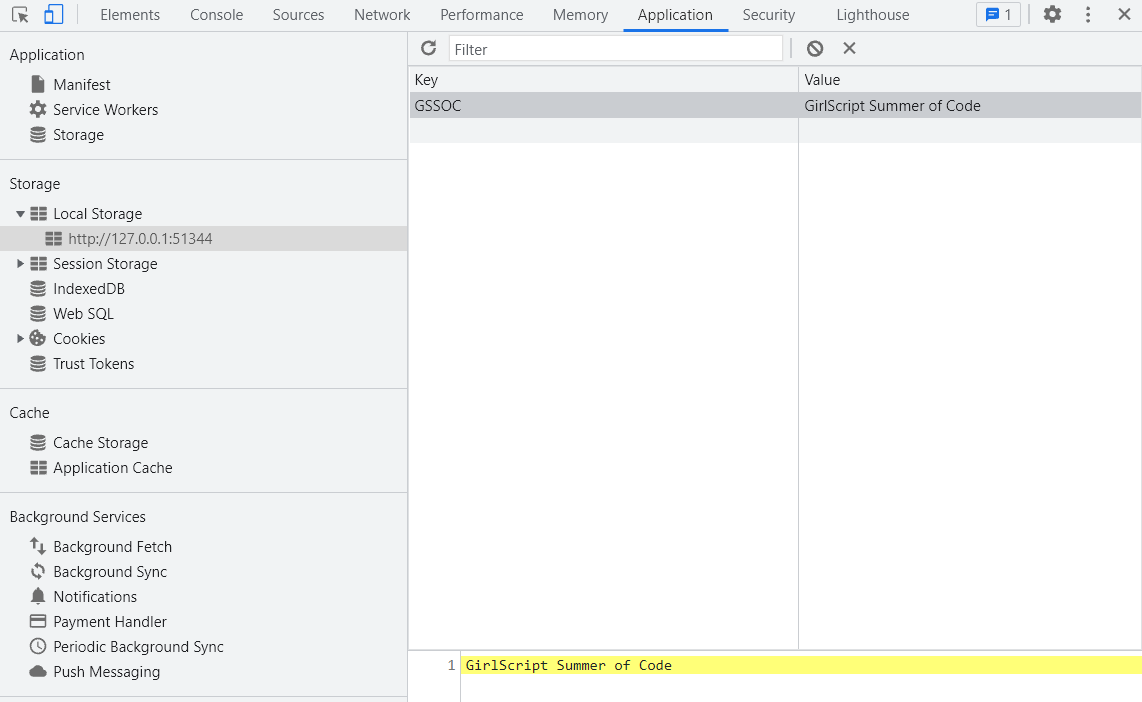 Elements Console Sources Network Performance Memory Application Security Lighthouse 1
Application
Manifest
Service Workers
Storage
Storage
Local Storage
http://127.0.0.1:51344
Session Storage
IndexedDB
Web SQL
Cookies
Trust Tokens
Cache
Cache Storage
Application Cache
Background Services
Background Fetch
Background Sync
Notifications
Payment Handler
Periodic Background Sync
Push Messaging
Filter
Key Value
GSSOC GirlScript Summer of Code
1 GirlScript Summer of Code